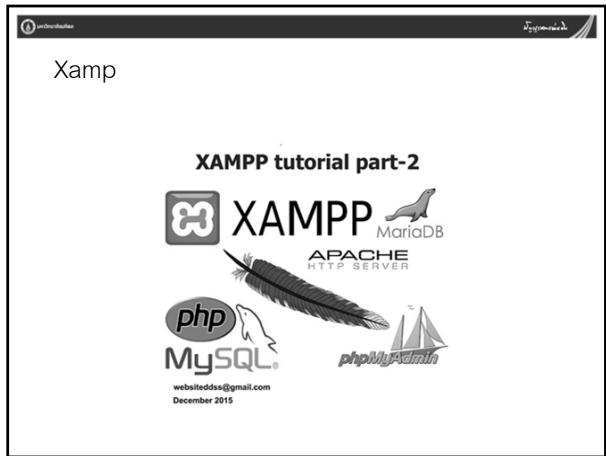 Xamp
XAMPP tutorial part-2
XAMPP
MariaDB
APACHE
HTTP SERVER
php
MySQL
phpMyAdmin
websiteddss@gmail.com
December 2015